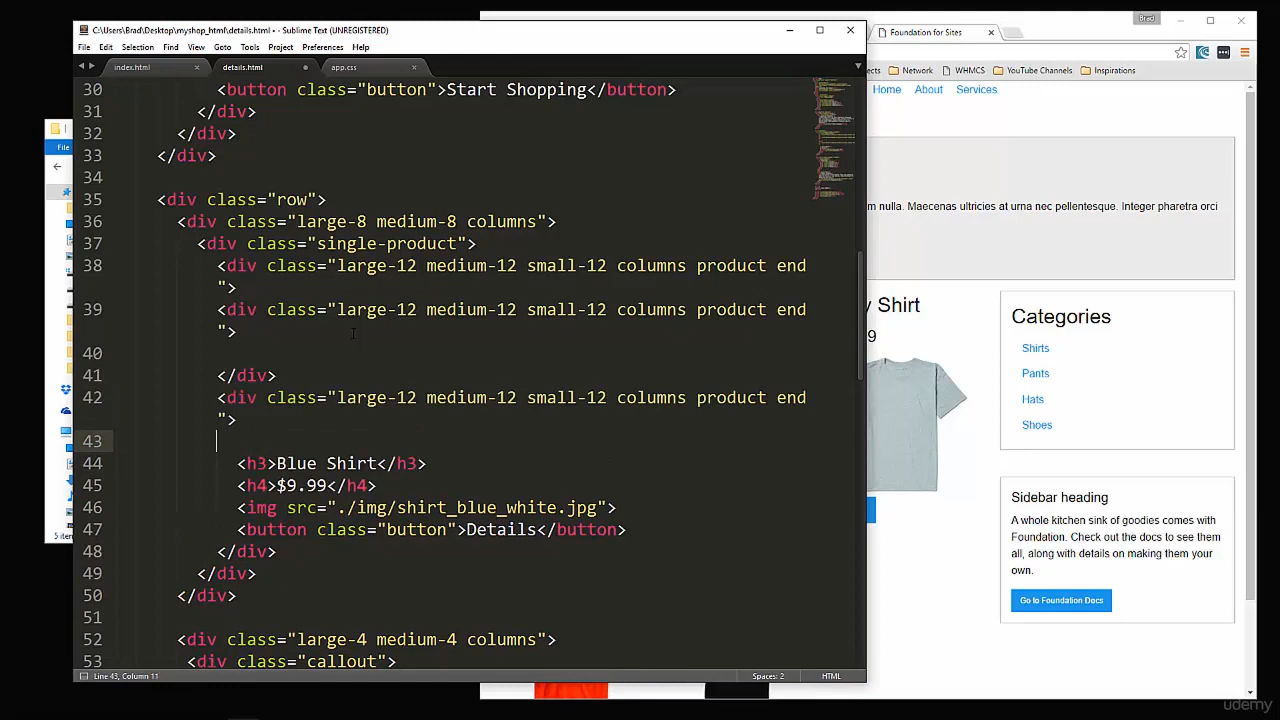 C:\Users\Brad\Desktop\myshop_html\details.html • - Sublime Text (UNREGISTERED)
File Edit Selection Find View Goto Tools Project Preferences Help
index.html × details.html app.css ×
30 <button class="button">Start Shopping</button>
31 </div>
32 </div>
33 </div>
34
35 <div class="row">
36 <div class="large-8 medium-8 columns">
37 <div class="single-product">
38 <div class="large-12 medium-12 small-12 columns product end
">
39 <div class="large-12 medium-12 small-12 columns product end
">
40
41 </div>
42 <div class="large-12 medium-12 small-12 columns product end
">
43
44 <h3>Blue Shirt</h3>
45 <h4>$9.99</h4>
46 <img src="./img/shirt_blue_white.jpg">
47 <button class="button">Details</button>
48 </div>
49 </div>
50 </div>
51
52 <div class="large-4 medium-4 columns">
53 <div class="callout">
Line 43, Column 11 Spaces: 2 HTML
File
5 iten
Brad
Foundation for Sites
ects Network WHMCS YouTube Channels Inspirations
Home About Services
m nulla. Maecenas ultricies at urna nec pellentesque. Integer pharetra orci
y Shirt
9
Categories
Shirts
Pants
Hats
Shoes
Sidebar heading
A whole kitchen sink of goodies comes with
Foundation. Check out the docs to see them
all, along with details on making them your
own.
Go to Foundation Docs
udemy